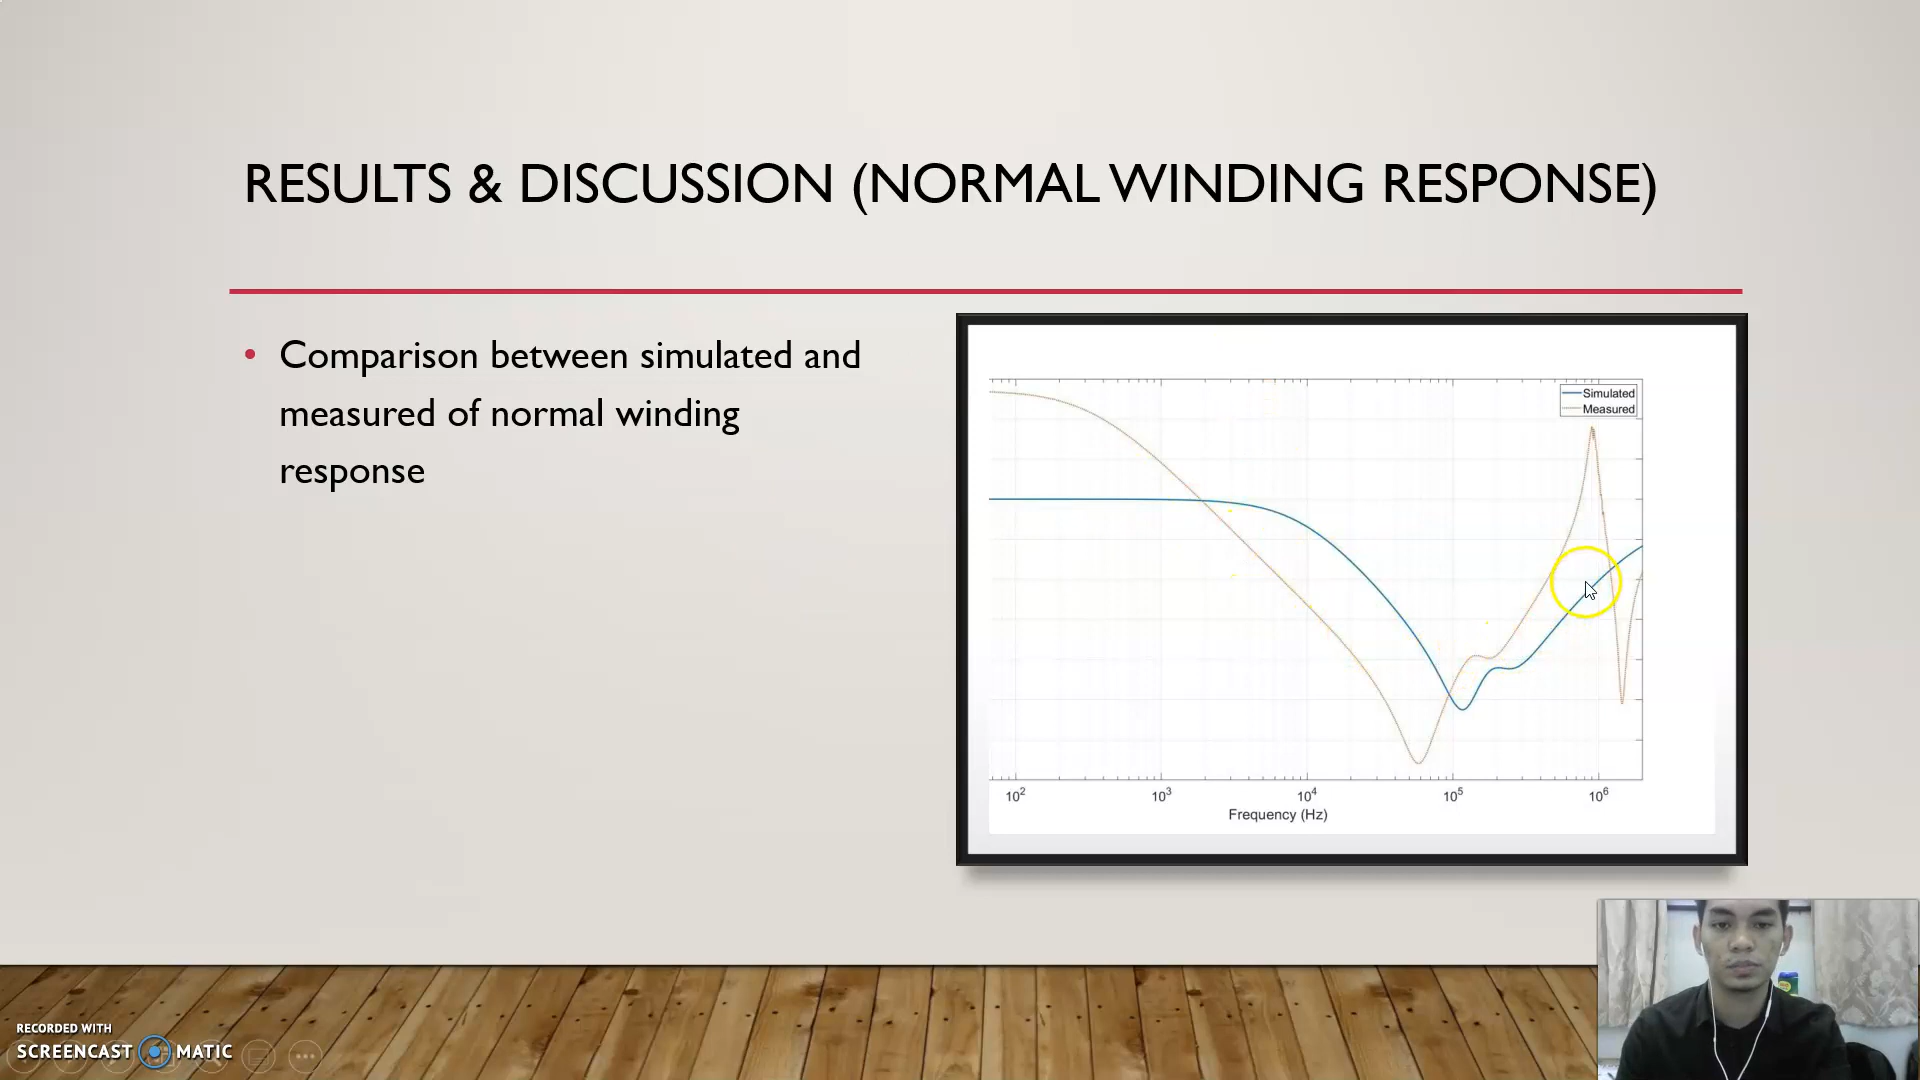 RESULTS & DISCUSSION (NORMAL WINDING RESPONSE)
• Comparison between simulated and
measured of normal winding
response
Simulated
Measured
10² 10³ 10⁴ 10⁵ 10⁶
Frequency (Hz)
RECORDED WITH
SCREENCAST MATIC